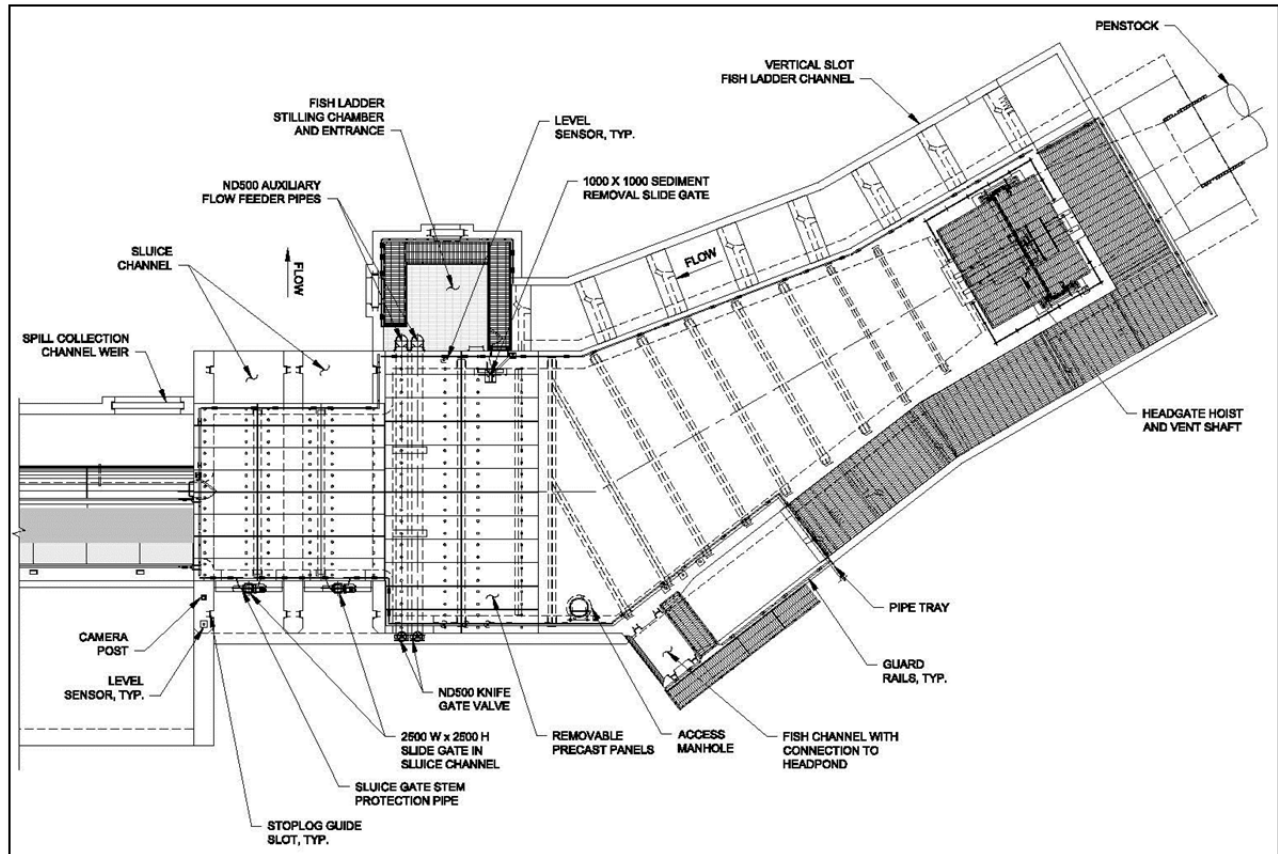 PENSTOCK
VERTICAL SLOT
FISH LADDER CHANNEL
FISH LADDER
STILLING CHAMBER
AND ENTRANCE
LEVEL
SENSOR, TYP.
ND500 AUXILIARY
FLOW FEEDER PIPES
1000 X 1000 SEDIMENT
REMOVAL SLIDE GATE
SLUICE
CHANNEL
FLOW
FLOW
SPILL COLLECTION
CHANNEL WEIR
HEADGATE HOIST
AND VENT SHAFT
CAMERA
POST
LEVEL
SENSOR, TYP.
ND500 KNIFE
GATE VALVE
2500 W x 2500 H
SLIDE GATE IN
SLUICE CHANNEL
SLUICE GATE STEM
PROTECTION PIPE
STOPLOG GUIDE
SLOT, TYP.
REMOVABLE
PRECAST PANELS
ACCESS
MANHOLE
FISH CHANNEL WITH
CONNECTION TO
HEADPOND
GUARD
RAILS, TYP.
PIPE TRAY